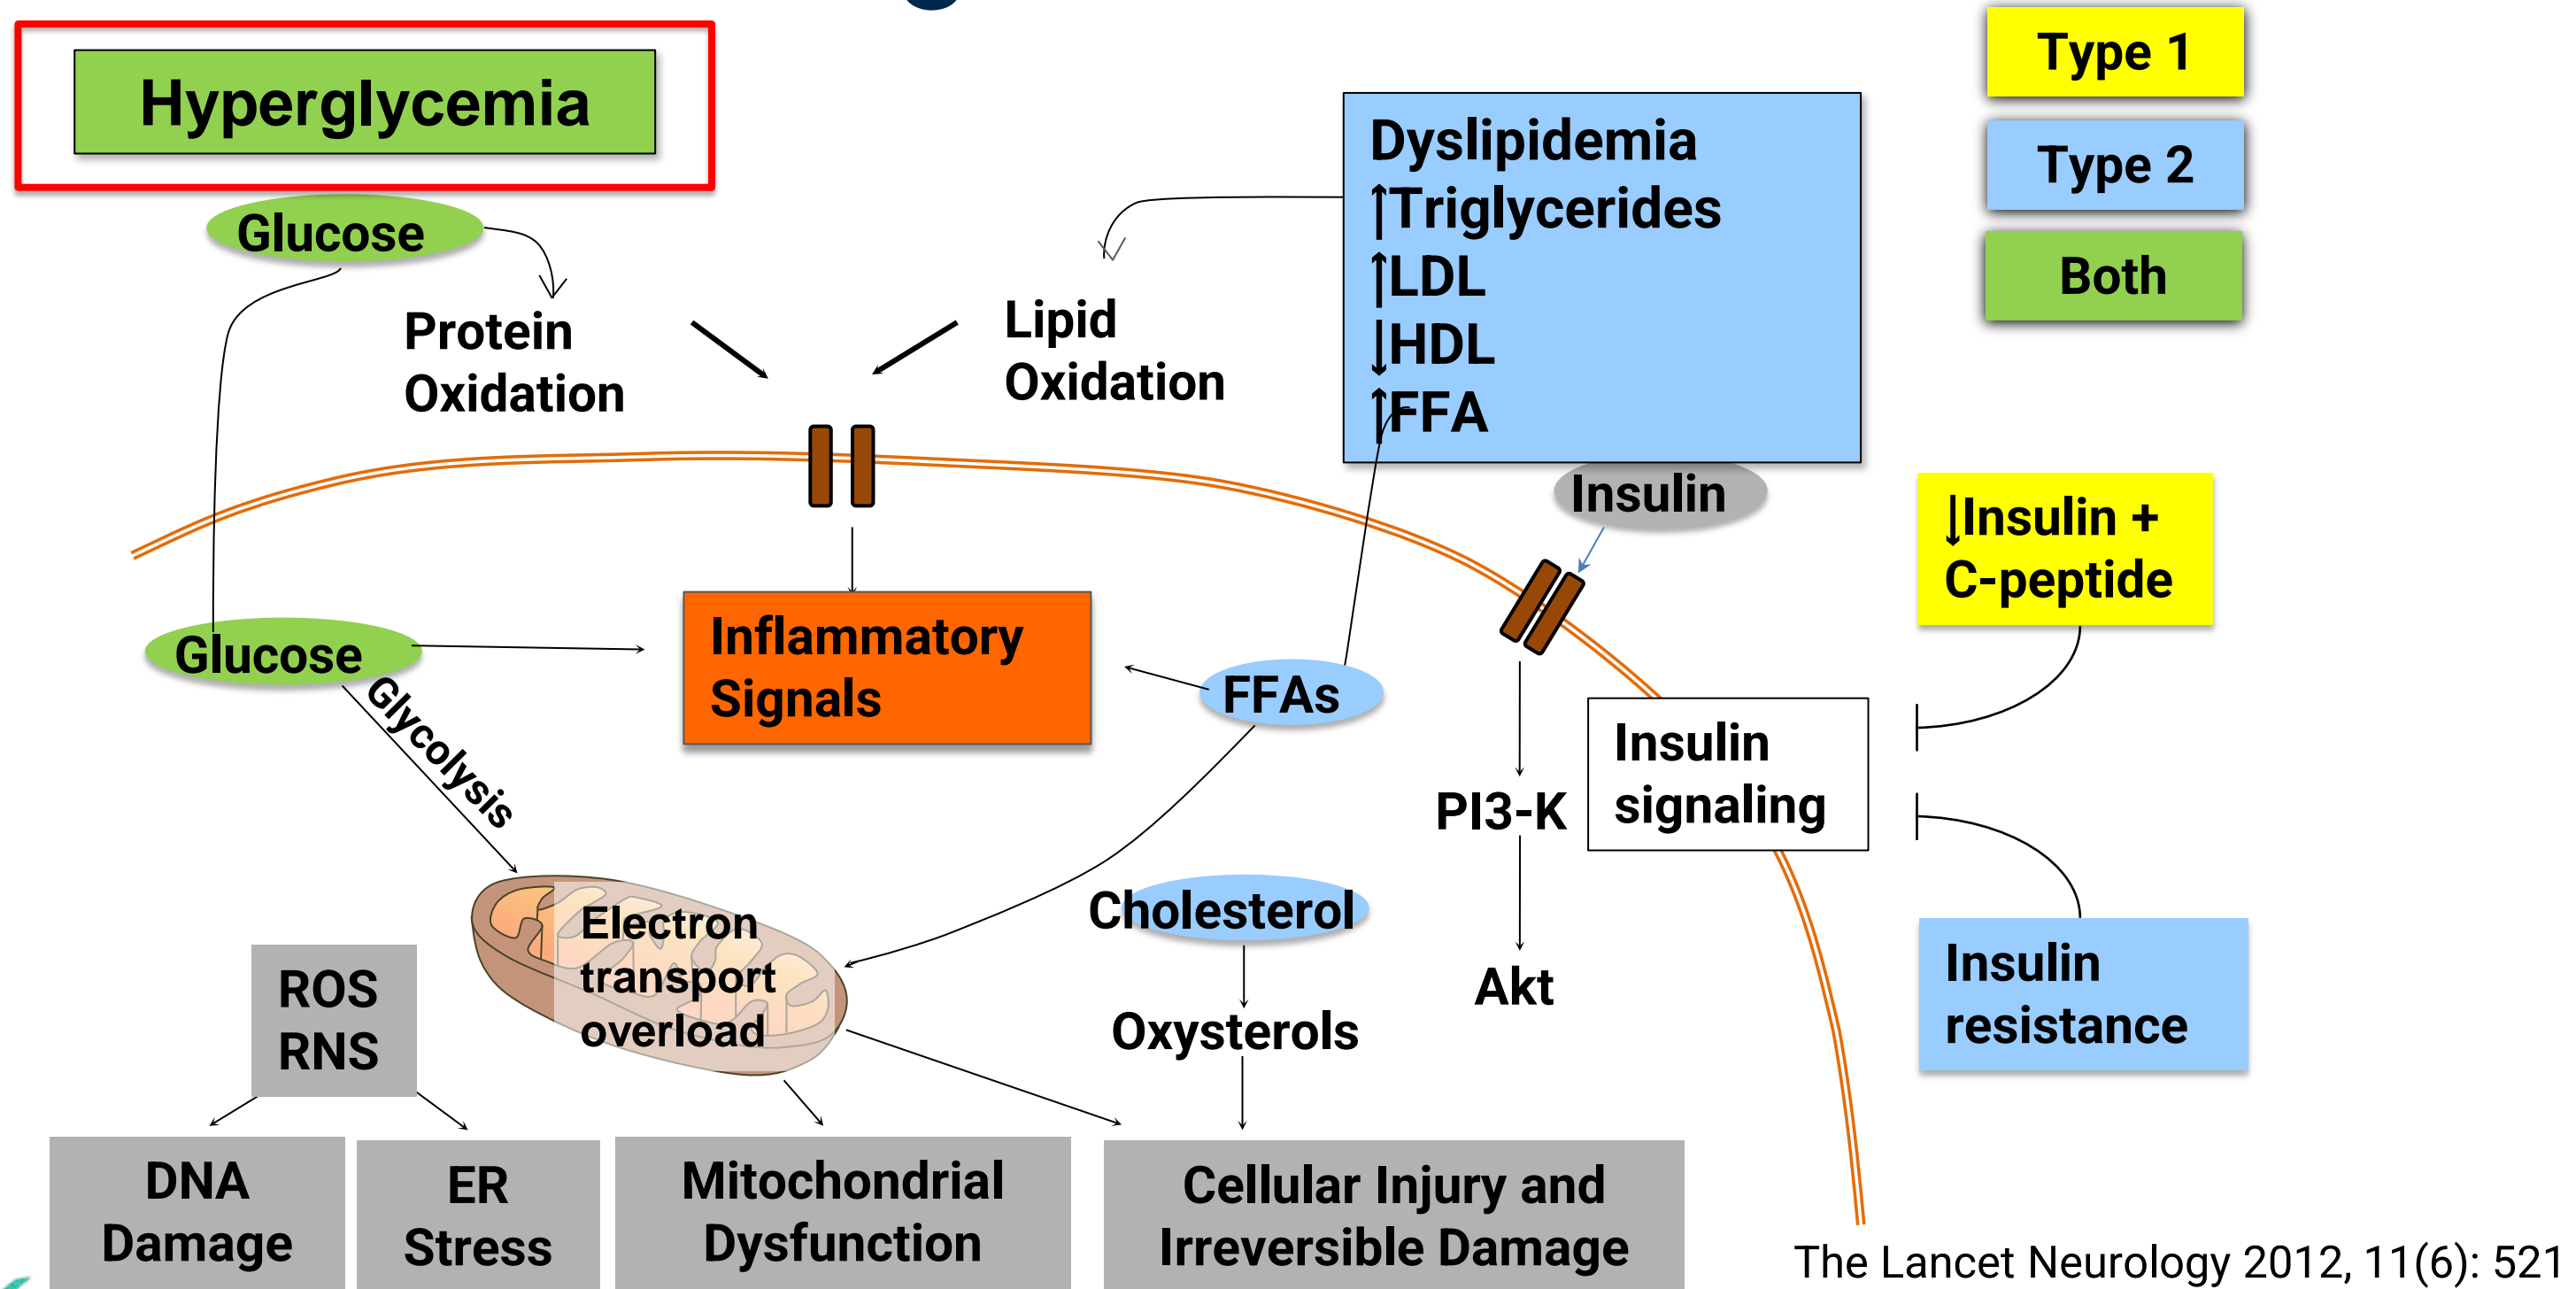 Hyperglycemia
Glucose
Protein
Oxidation
Lipid
Oxidation
Dyslipidemia
↑Triglycerides
↑LDL
↓HDL
↑FFA
Type 1
Type 2
Both
Insulin
↓Insulin +
C-peptide
Glucose
Glycolysis
Inflammatory
Signals
FFAs
PI3-K
Akt
Insulin
signaling
Insulin
resistance
Cholesterol
Oxysterols
Electron
transport
overload
ROS
RNS
DNA
Damage
ER
Stress
Mitochondrial
Dysfunction
Cellular Injury and
Irreversible Damage
The Lancet Neurology 2012, 11(6): 521